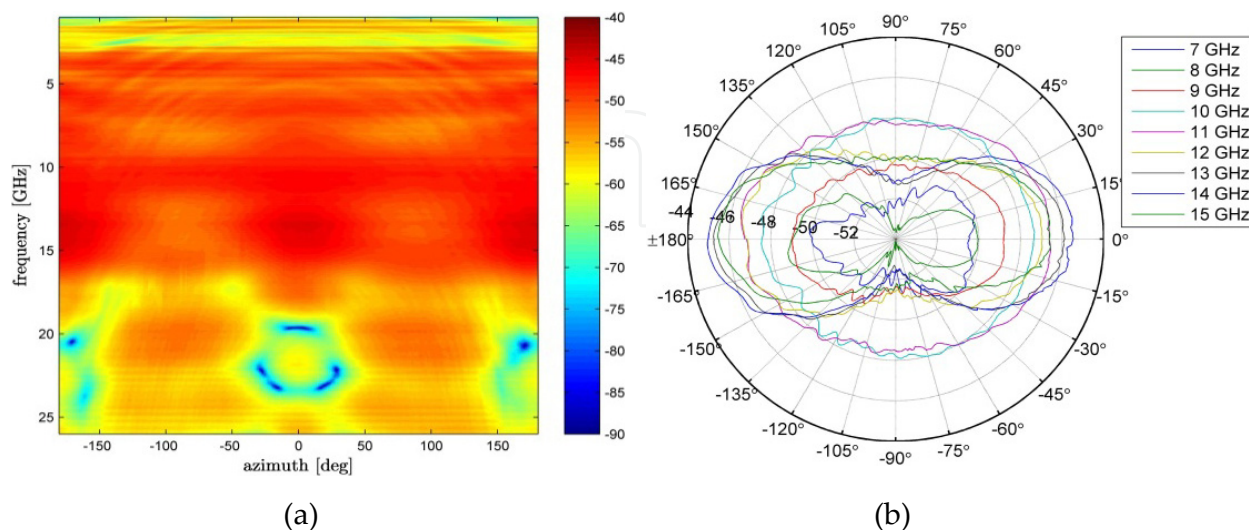 -40
-45
-50
-55
-60
-65
-70
-75
-80
-85
-90
5
10
15
20
25
frequency [GHz]
-150 -100 -50 0 50 100 150
azimuth [deg]
(a)
90°
105° 75°
120° 60°
135° 45°
150° 30°
165° 15°
-44 -46 -48 -50 -52
±180° 0°
-165° -15°
-150° -30°
-135° -45°
-120° -60°
-105° -75°
-90°
7 GHz
8 GHz
9 GHz
10 GHz
11 GHz
12 GHz
13 GHz
14 GHz
15 GHz
(b)